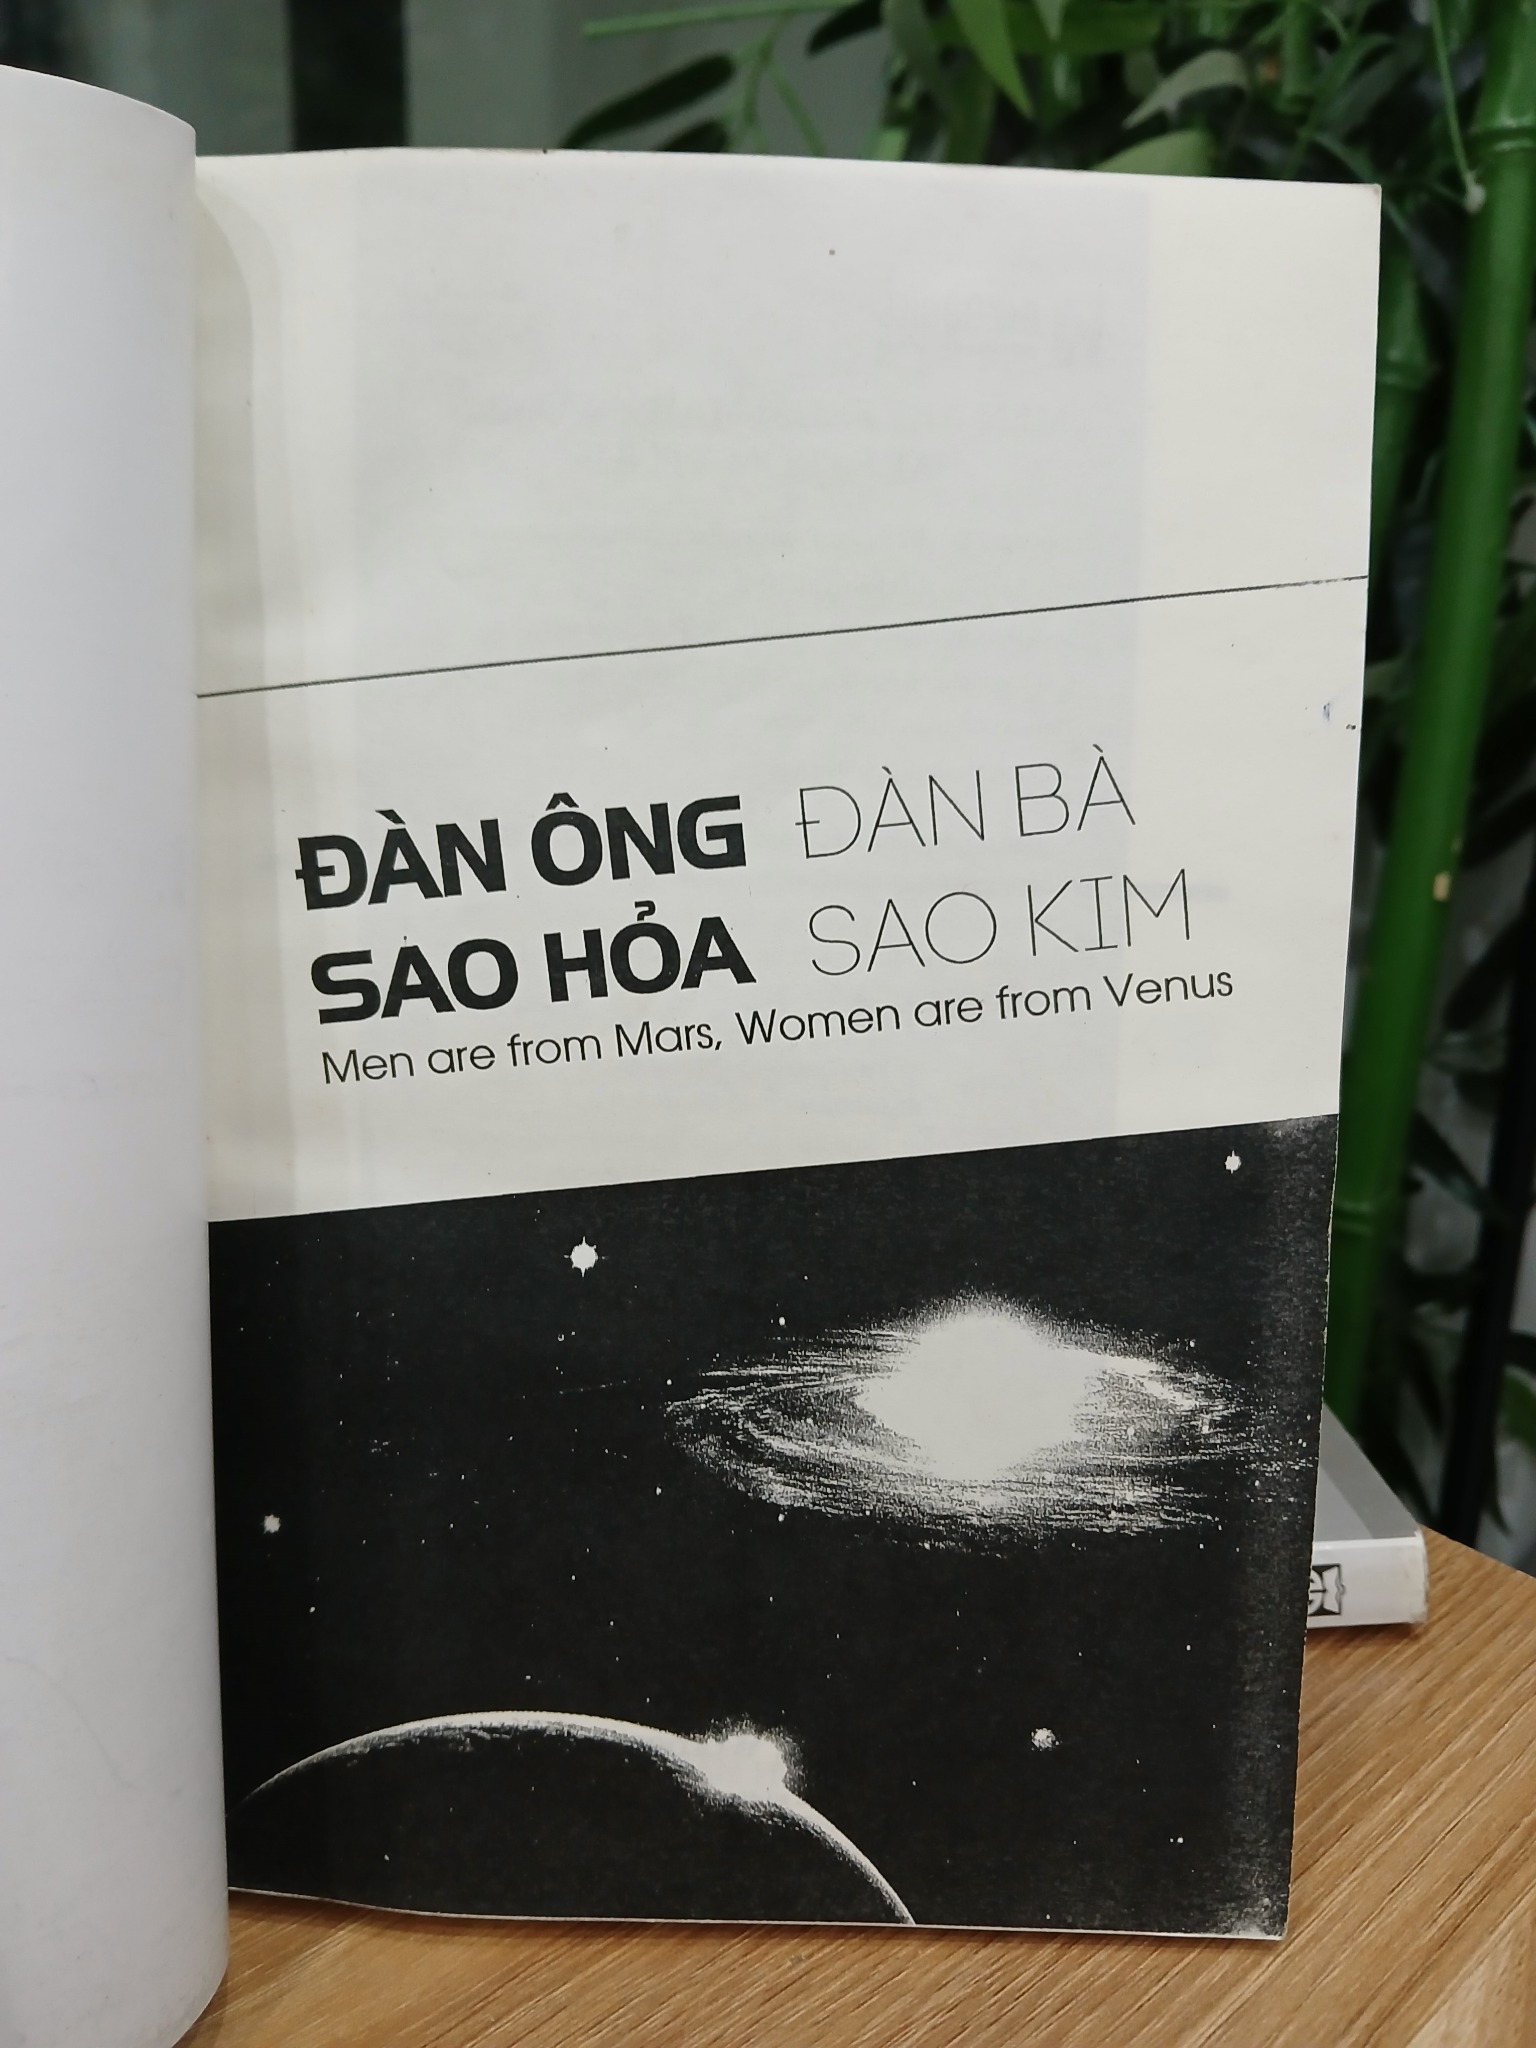 ĐÀN ÔNG ĐÀN BÀ
SAO HỎA SAO KIM
Men are from Mars, Women are from Venus